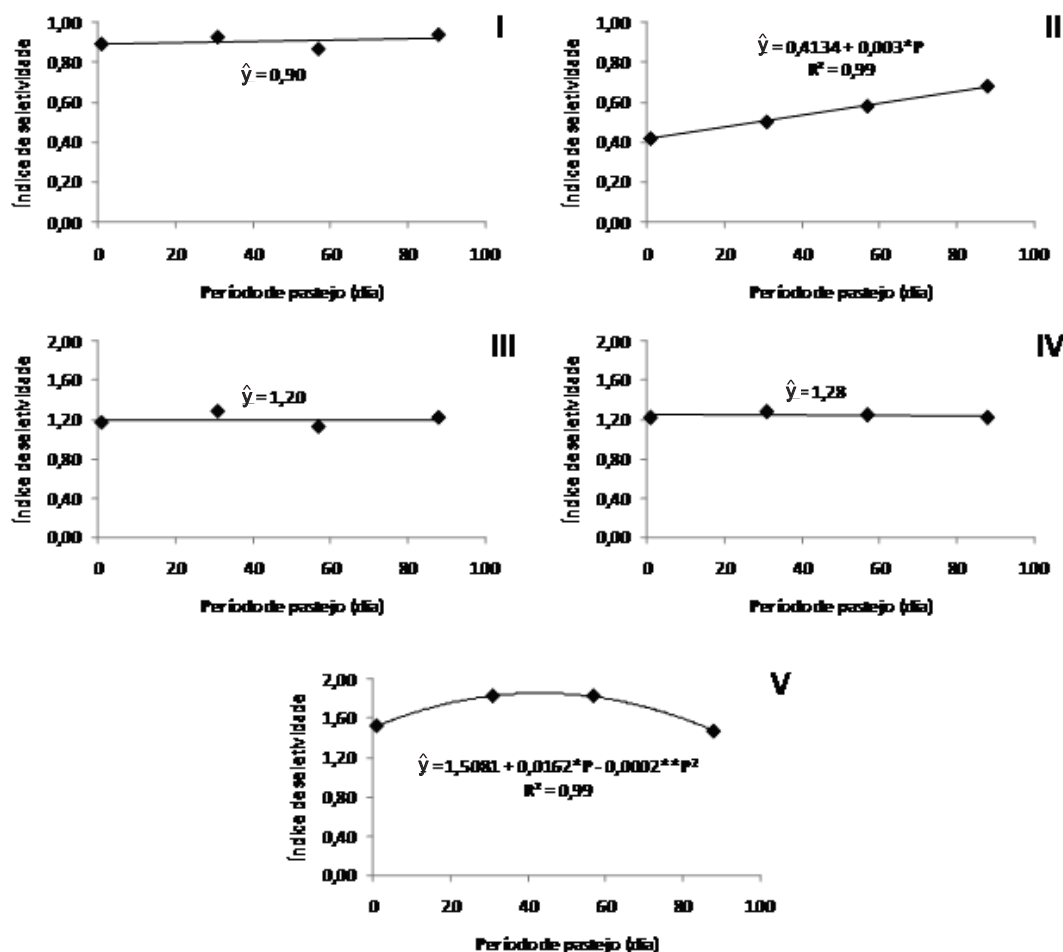 I
Índice de seletividade
1,00
0,80
0,60
0,40
0,20
0,00
ŷ = 0,90
0 20 40 60 80 100
Período de pastejo (dia)
II
Índice de seletividade
1,00
0,80
0,60
0,40
0,20
0,00
ŷ = 0,4134 + 0,003*P
R² = 0,99
0 20 40 60 80 100
Período de pastejo (dia)
III
Índice de seletividade
2,00
1,60
1,20
0,80
0,40
0,00
ŷ = 1,20
0 20 40 60 80 100
Período de pastejo (dia)
IV
Índice de seletividade
2,00
1,60
1,20
0,80
0,40
0,00
ŷ = 1,28
0 20 40 60 80 100
Período de pastejo (dia)
V
Índice de seletividade
2,00
1,60
1,20
0,80
0,40
0,00
ŷ = 1,5081 + 0,0162*P - 0,0002**P²
R² = 0,99
0 20 40 60 80 100
Período de pastejo (dia)